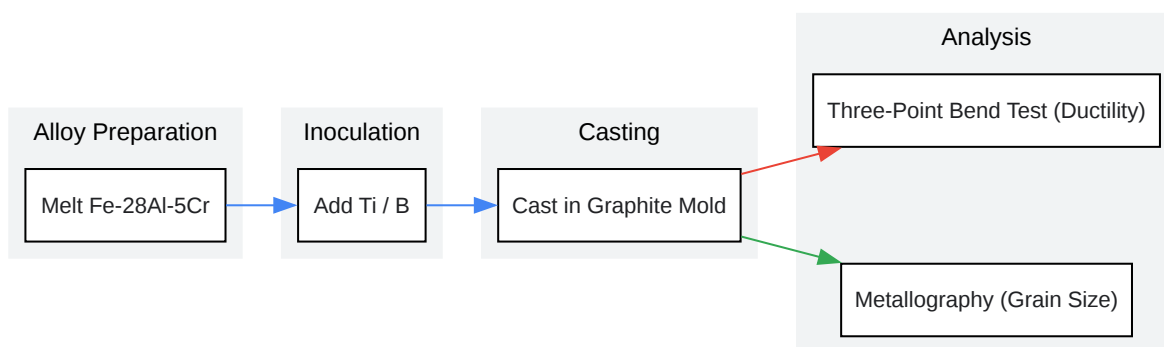 Alloy Preparation
Melt Fe-28Al-5Cr
Inoculation
Add Ti / B
Casting
Cast in Graphite Mold
Analysis
Three-Point Bend Test (Ductility)
Metallography (Grain Size)